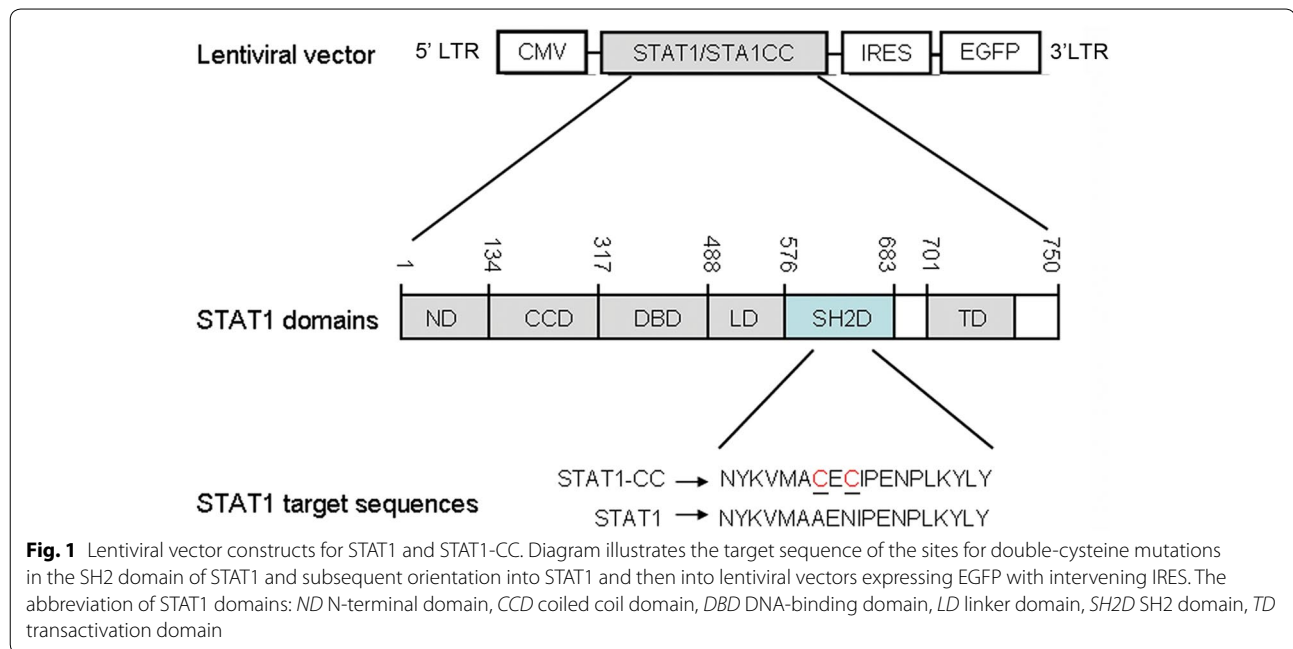 Lentiviral vector 5' LTR CMV STAT1/STA1CC IRES EGFP 3'LTR
1 134 317 488 576 683 701 750
STAT1 domains ND CCD DBD LD SH2D TD
STAT1-CC → NYKVMACECIPENPLKYLY
STAT1 target sequences
STAT1 → NYKVMAAENIPENPLKYLY
Fig. 1 Lentiviral vector constructs for STAT1 and STAT1-CC. Diagram illustrates the target sequence of the sites for double-cysteine mutations
in the SH2 domain of STAT1 and subsequent orientation into STAT1 and then into lentiviral vectors expressing EGFP with intervening IRES. The
abbreviation of STAT1 domains: ND N-terminal domain, CCD coiled coil domain, DBD DNA-binding domain, LD linker domain, SH2D SH2 domain, TD
transactivation domain